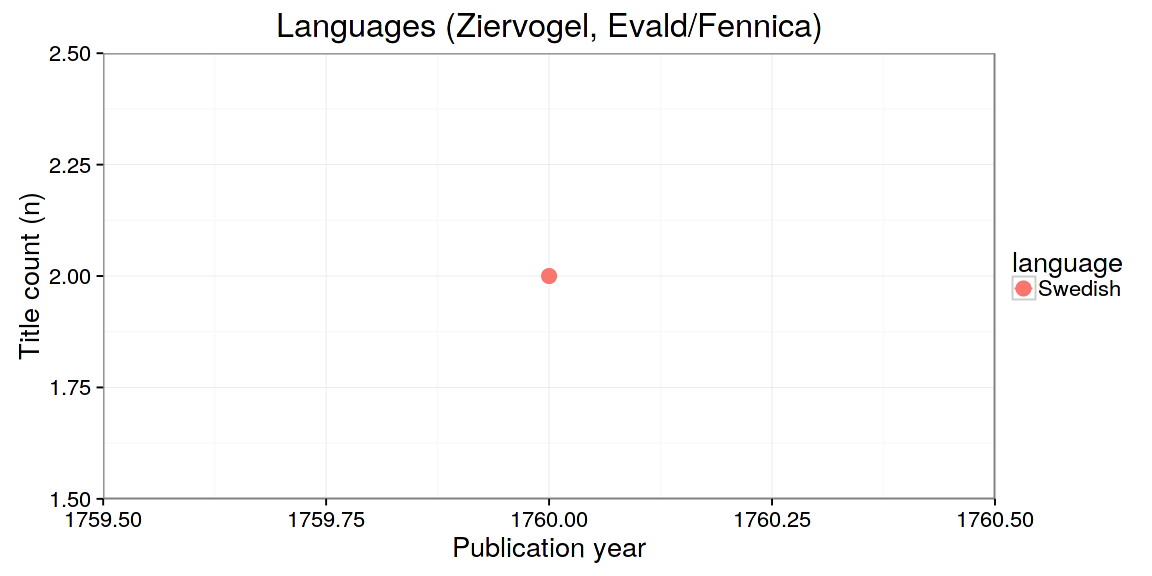 Languages (Ziervogel, Evald/Fennica)
2.50
2.25
2.00
1.75
1.50
Title count (n)
1759.50 1759.75 1760.00 1760.25 1760.50
Publication year
language
Swedish